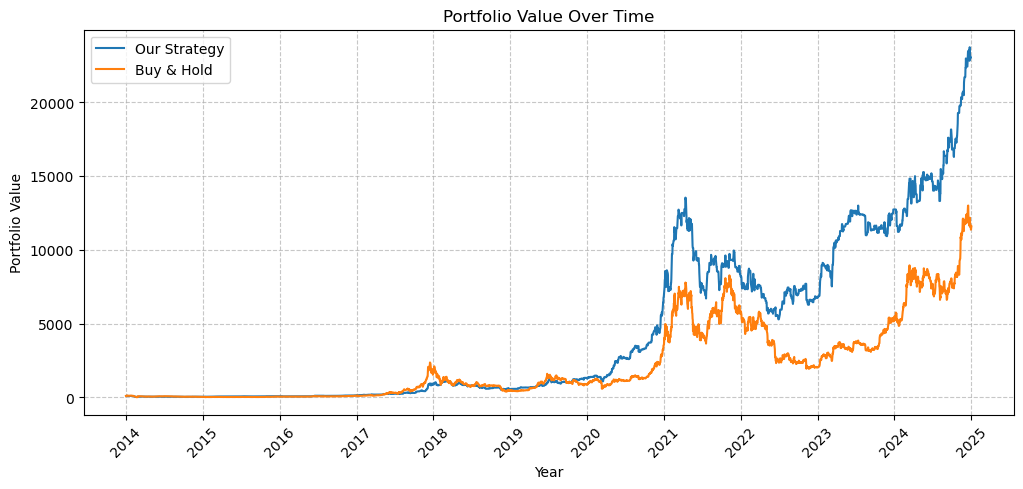 Portfolio Value Over Time
Our Strategy
Buy & Hold
Portfolio Value
20000
15000
10000
5000
0
2014 2015 2016 2017 2018 2019 2020 2021 2022 2023 2024 2025
Year